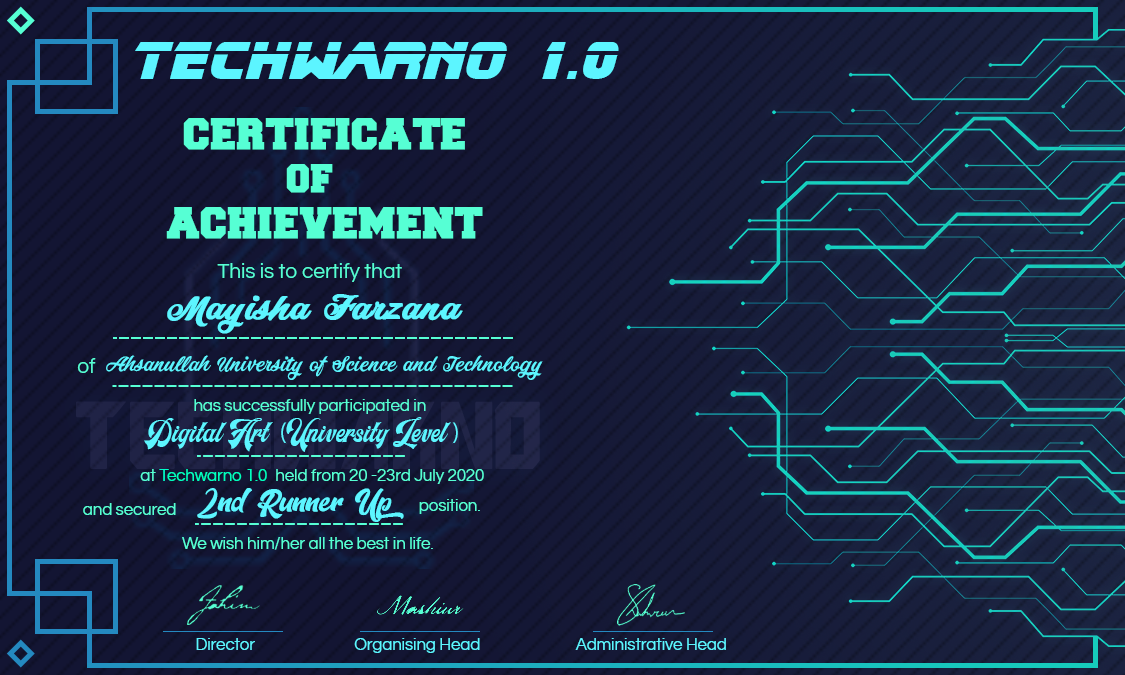 TECHWARNO 1.0
CERTIFICATE
OF
ACHIEVEMENT
This is to certify that
Mayisha Farzana
of Ahsanullah University of Science and Technology
has successfully participated in
Digital Art (University Level)
at Techwarno 1.0 held from 20 -23rd July 2020
and secured 2nd Runner Up position.
We wish him/her all the best in life.
Mashiur
Director Organising Head Administrative Head